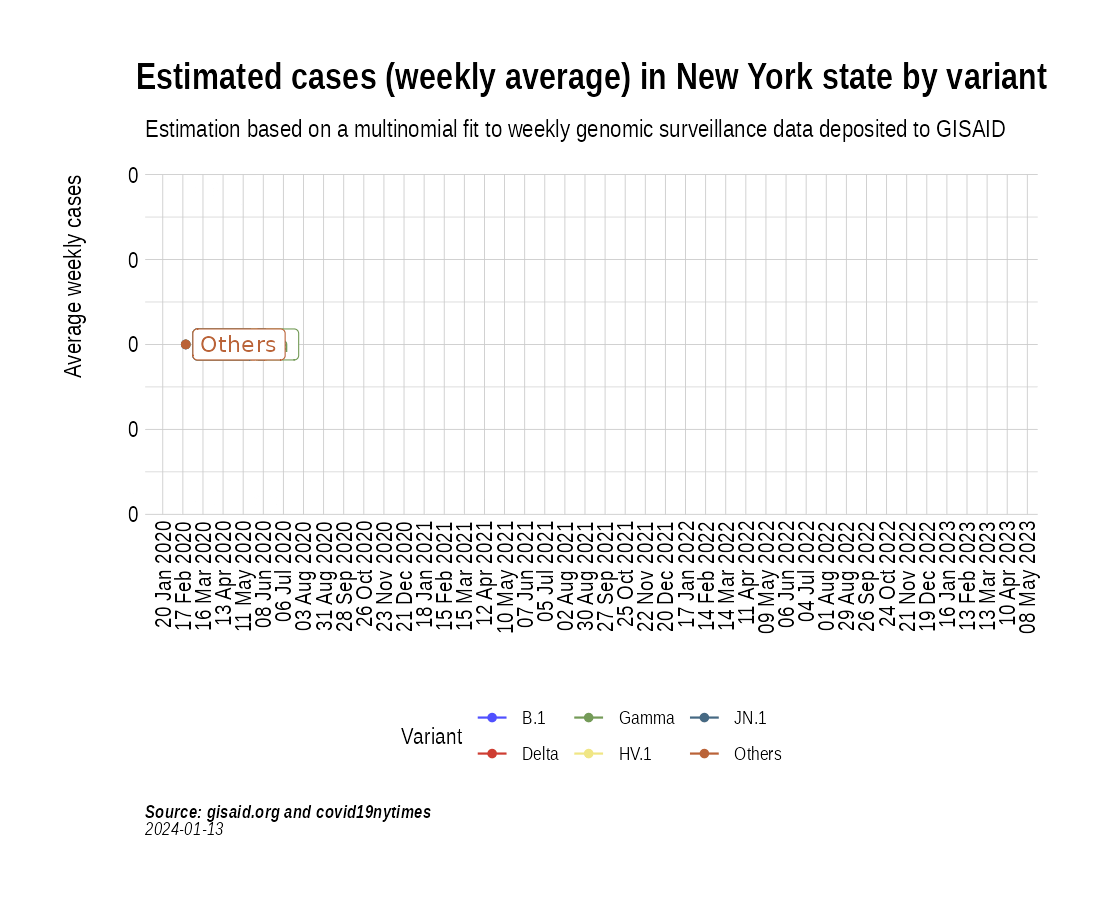 Estimated cases (weekly average) in New York state by variant
Estimation based on a multinomial fit to weekly genomic surveillance data deposited to GISAID
Average weekly cases
0
0
0
0
0
Others
20 Jan 2020
17 Feb 2020
16 Mar 2020
13 Apr 2020
11 May 2020
08 Jun 2020
06 Jul 2020
03 Aug 2020
31 Aug 2020
28 Sep 2020
26 Oct 2020
23 Nov 2020
21 Dec 2020
18 Jan 2021
15 Feb 2021
15 Mar 2021
12 Apr 2021
10 May 2021
07 Jun 2021
05 Jul 2021
02 Aug 2021
30 Aug 2021
27 Sep 2021
25 Oct 2021
22 Nov 2021
20 Dec 2021
17 Jan 2022
14 Feb 2022
14 Mar 2022
11 Apr 2022
09 May 2022
06 Jun 2022
04 Jul 2022
01 Aug 2022
29 Aug 2022
26 Sep 2022
24 Oct 2022
21 Nov 2022
19 Dec 2022
16 Jan 2023
13 Feb 2023
13 Mar 2023
10 Apr 2023
08 May 2023
Variant
B.1
Gamma
JN.1
Delta
HV.1
Others
Source: gisaid.org and covid19nytimes
2024-01-13